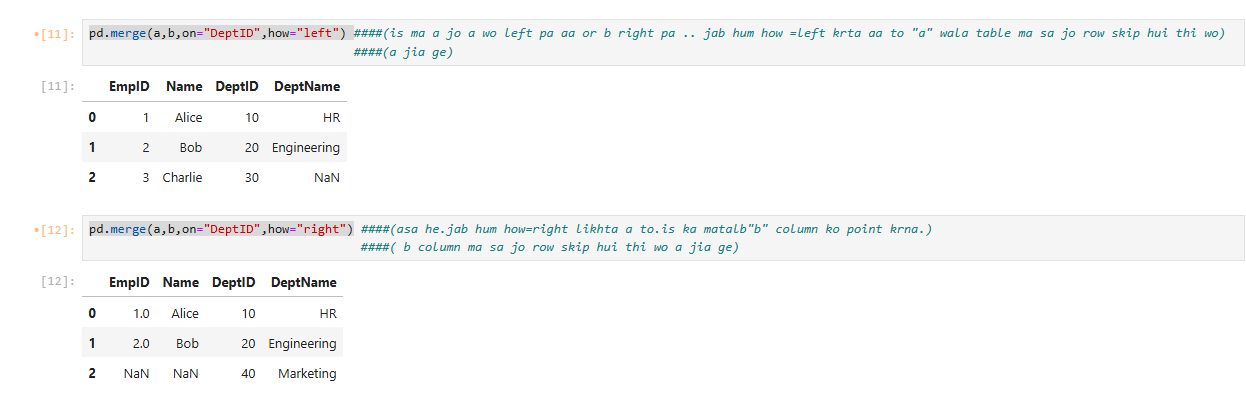 [11]: pd.merge(a,b,on="DeptID",how="left") ####(is ma a jo a wo left pa aa or b right pa .. jab hum how =left krta aa to "a" wala table ma sa jo row skip hui thi wo)
####(a jia ge)
[11]: EmpID Name DeptID DeptName
0 1 Alice 10 HR
1 2 Bob 20 Engineering
2 3 Charlie 30 NaN
[12]: pd.merge(a,b,on="DeptID",how="right") ####(asa he.jab hum how=right likhta a to.is ka matalb"b" column ko point krna.)
####( b column ma sa jo row skip hui thi wo a jia ge)
[12]: EmpID Name DeptID DeptName
0 1.0 Alice 10 HR
1 2.0 Bob 20 Engineering
2 NaN NaN 40 Marketing